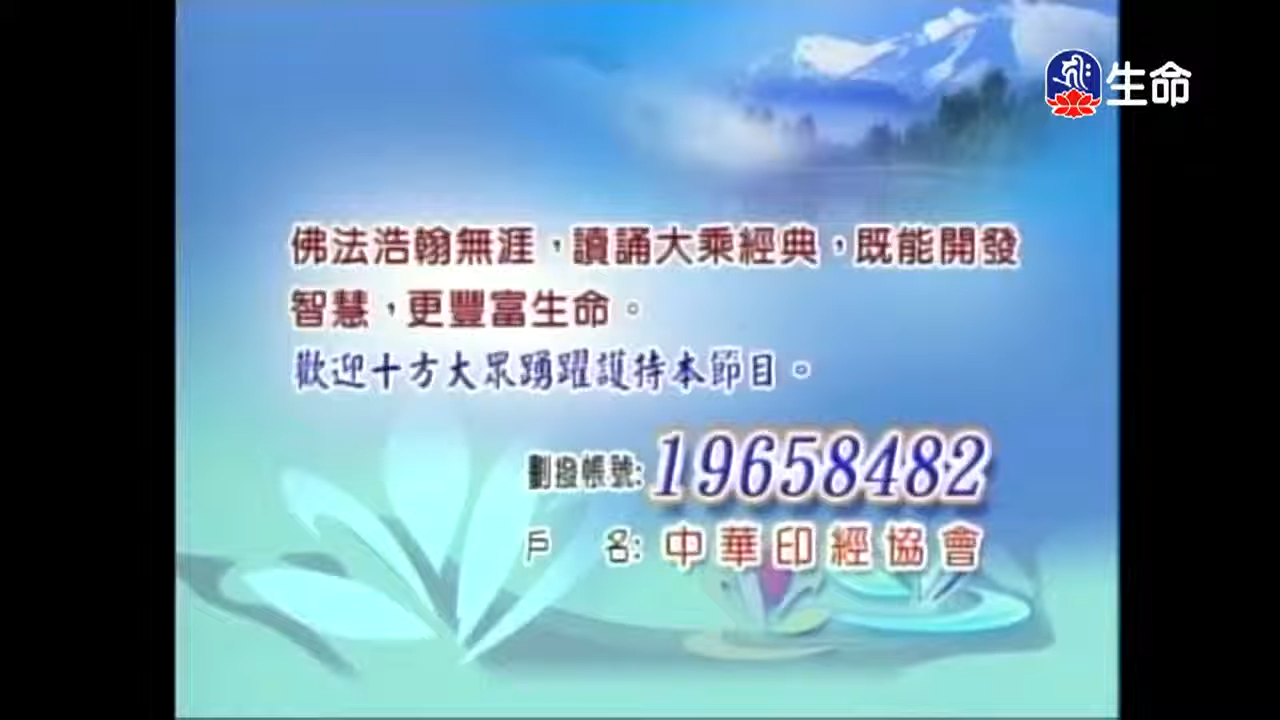 生命
佛法浩翰無涯，讀誦大乘經典，既能開發
智慧，更豐富生命。
歡迎十方大眾踴躍護持本節目。
劃撥帳號:19658482
戶 名:中華印經協會